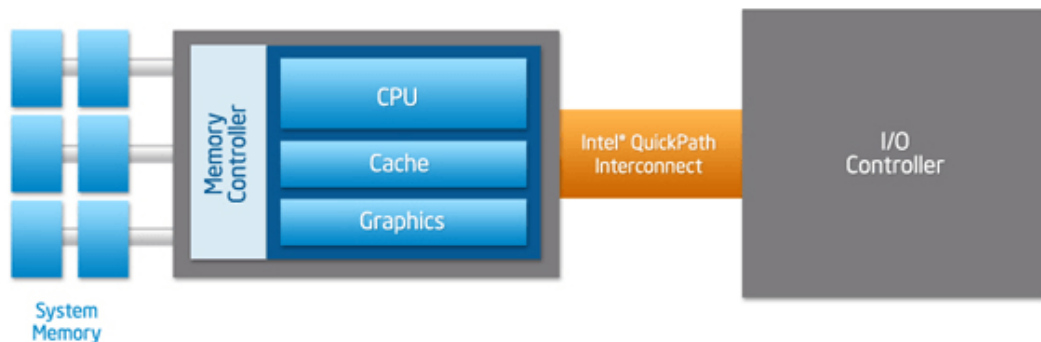 System
Memory
Memory
Controller
CPU
Cache
Graphics
Intel® QuickPath
Interconnect
I/O
Controller